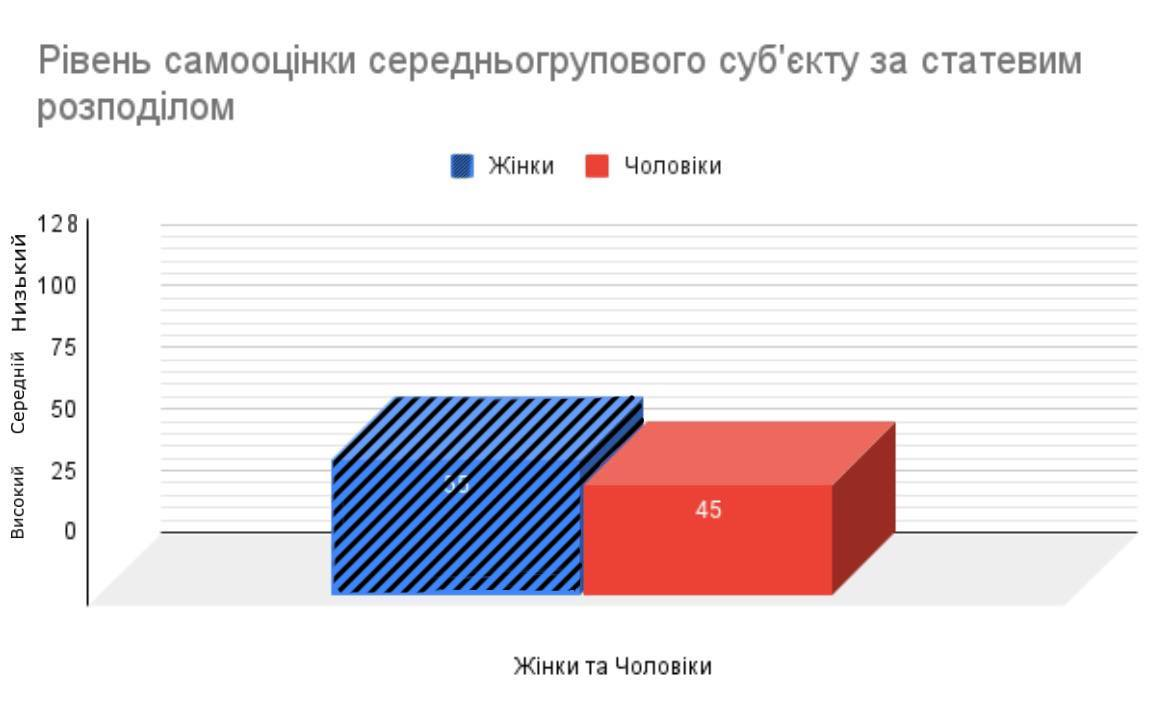 Рівень самооцінки середньогрупового суб'єкту за статевим
розподілом
Жінки
Чоловіки
128
100
75
50
25
0
Низький
Середній
Високий
55
45
Жінки та Чоловіки